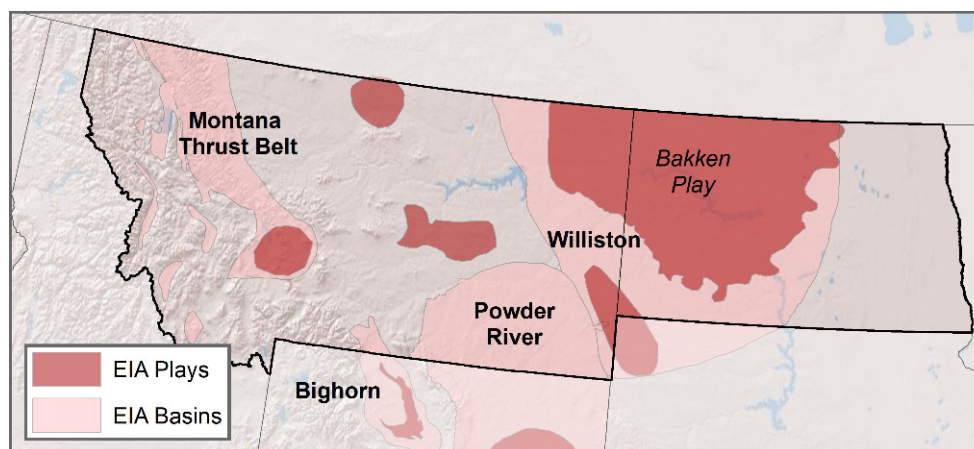 Montana
Thrust Belt
Bakken
Play
Williston
Powder
River
Bighorn
EIA Plays
EIA Basins